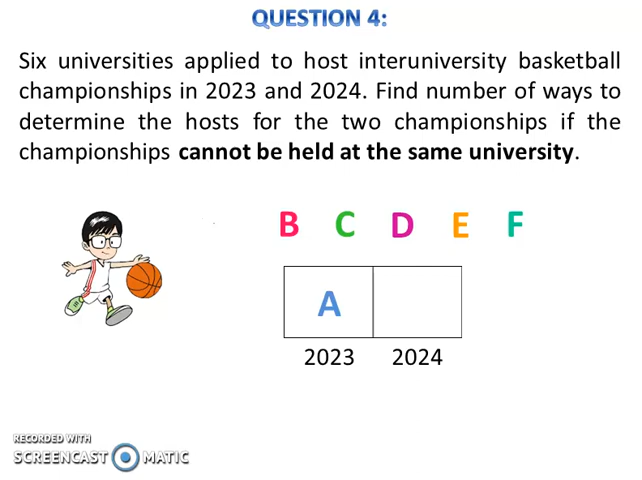 QUESTION 4:
Six universities applied to host interuniversity basketball
championships in 2023 and 2024. Find number of ways to
determine the hosts for the two championships if the
championships cannot be held at the same university.
B C D E F
A
2023 2024
RECORDED WITH
SCREENCAST MATIC